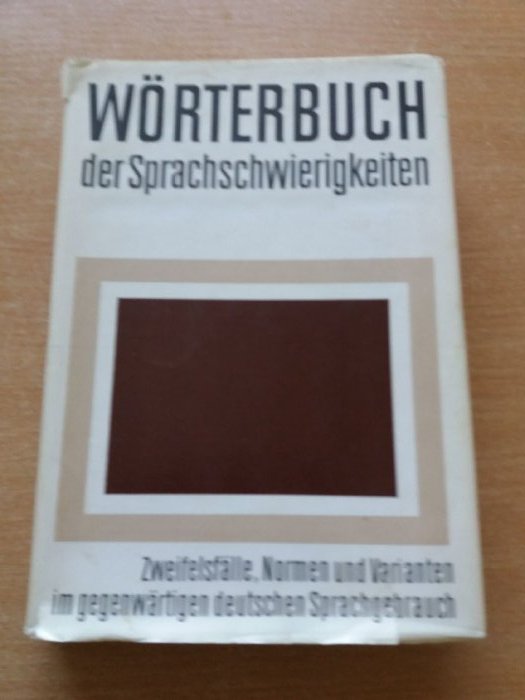 WÖRTERBUCH
der Sprachschwierigkeiten
Zweifelsfälle, Normen und Varianten
im gegenwärtigen deutschen Sprachgebrauch